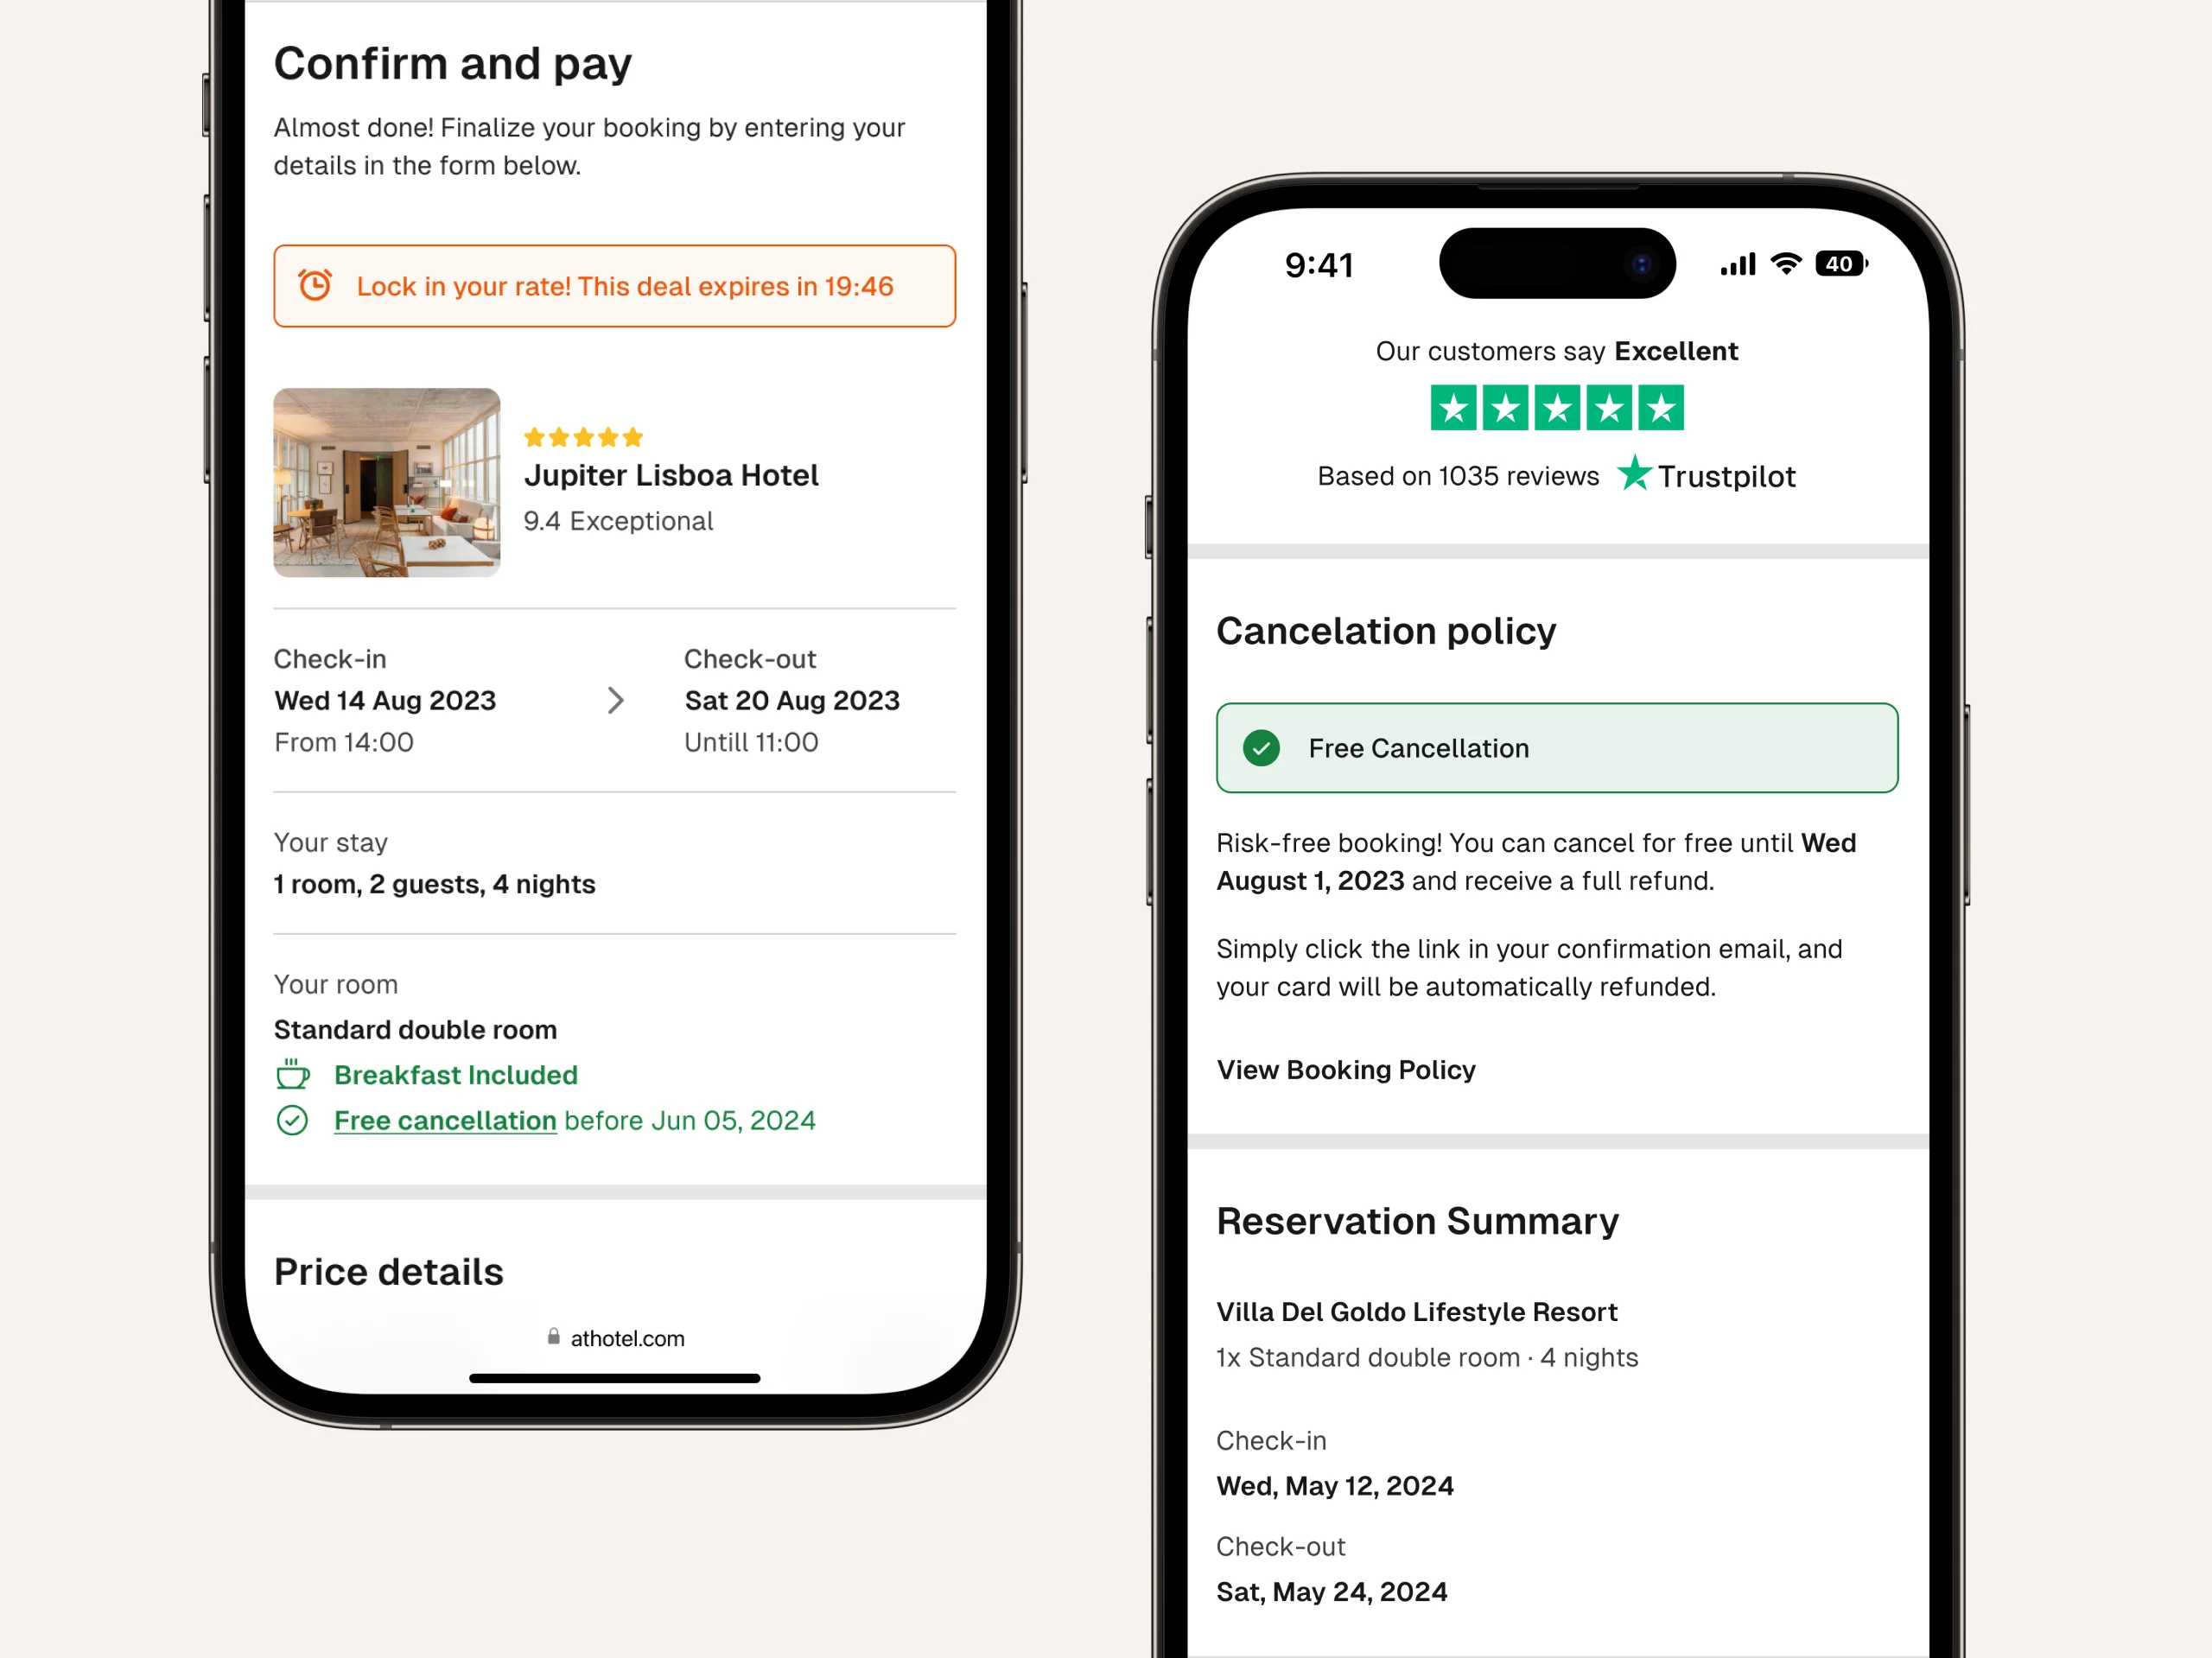 Confirm and pay
Almost done! Finalize your booking by entering your
details in the form below.
Lock in your rate! This deal expires in 19:46
Jupiter Lisboa Hotel
9.4 Exceptional
Check-in
Wed 14 Aug 2023
From 14:00
Check-out
Sat 20 Aug 2023
Untill 11:00
Your stay
1 room, 2 guests, 4 nights
Your room
Standard double room
Breakfast Included
Free cancellation before Jun 05, 2024
Price details
athotel.com
9:41
40
Our customers say Excellent
Based on 1035 reviews Trustpilot
Cancelation policy
Free Cancellation
Risk-free booking! You can cancel for free until Wed
August 1, 2023 and receive a full refund.
Simply click the link in your confirmation email, and
your card will be automatically refunded.
View Booking Policy
Reservation Summary
Villa Del Goldo Lifestyle Resort
1x Standard double room · 4 nights
Check-in
Wed, May 12, 2024
Check-out
Sat, May 24, 2024